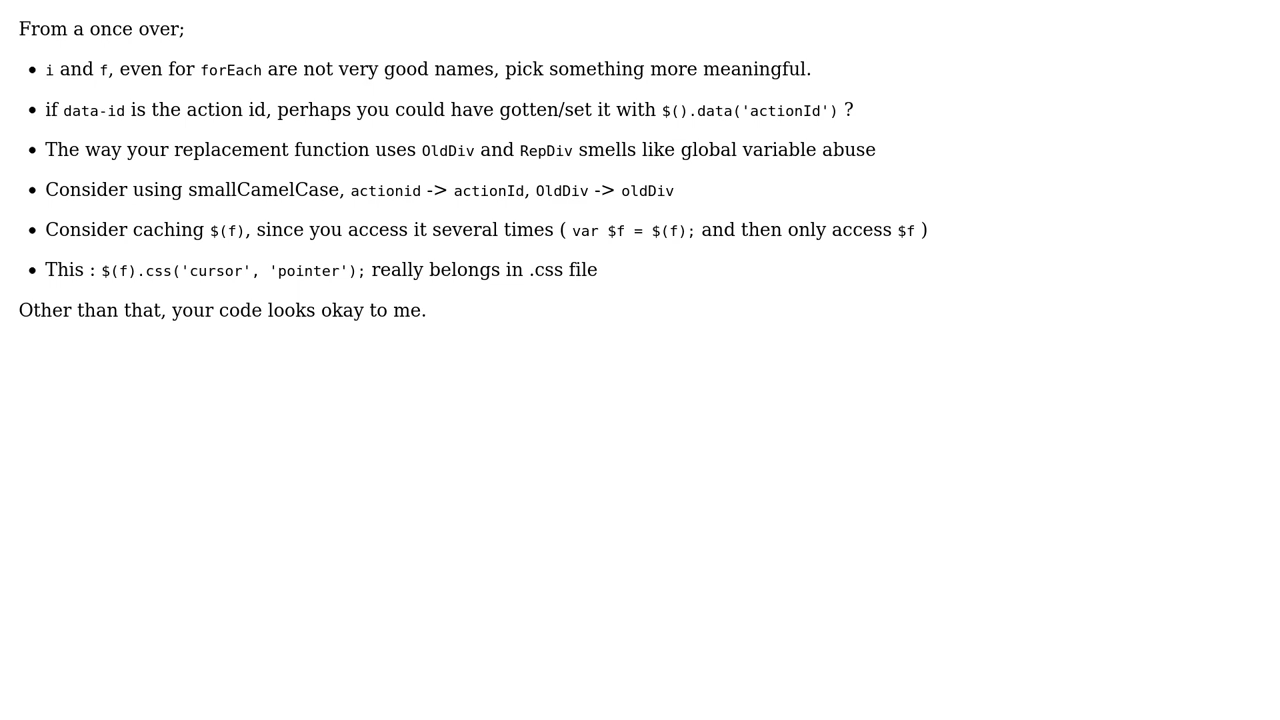 From a once over;
• i and f, even for forEach are not very good names, pick something more meaningful.
• if data-id is the action id, perhaps you could have gotten/set it with $().data('actionId') ?
• The way your replacement function uses OldDiv and RepDiv smells like global variable abuse
• Consider using smallCamelCase, actionid -> actionId, OldDiv -> oldDiv
• Consider caching $(f), since you access it several times ( var $f = $(f); and then only access $f )
• This : $(f).css('cursor', 'pointer'); really belongs in .css file
Other than that, your code looks okay to me.